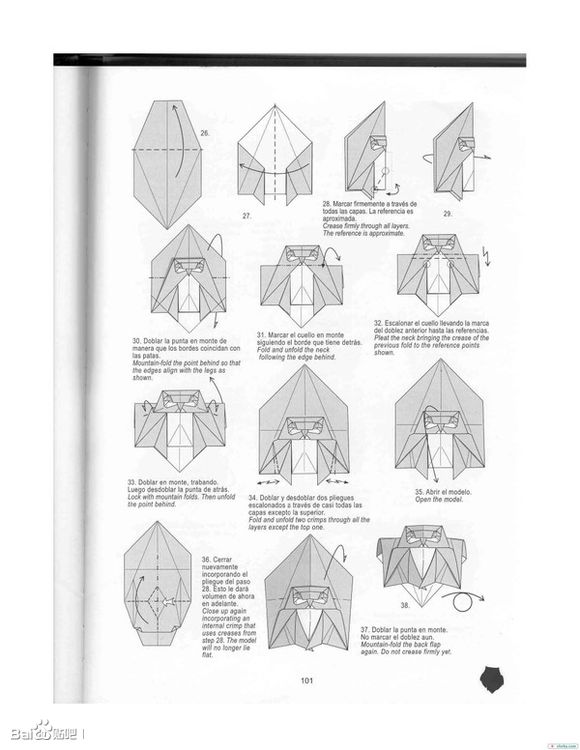 26.
27.
28. Marcar firmemente a través de
todas las capas. La referencia es
aproximada.
Crease firmly through all layers.
The reference is approximate.
29.
30. Doblar la punta en monte de
manera que los bordes coincidan con
las patas.
Mountain-fold the point behind so that
the edges align with the legs as
shown.
31. Marcar el cuello en monte
siguiendo el borde que tiene detrás.
Fold and unfold the neck
following the edge behind.
32. Escalonar el cuello llevando la marca
del doblez anterior hasta las referencias.
Pleat the neck bringing the crease of the
previous fold to the reference points
shown.
33. Doblar en monte, trabando.
Luego desdoblar la punta de atrás.
Lock with mountain folds. Then unfold
the point behind.
34. Doblar y desdoblar dos pliegues
escalonados a través de casi todas las
capas excepto la superior.
Fold and unfold two crimps through all the
layers except the top one.
35. Abrir el modelo.
Open the model.
36. Cerrar
nuevamente
incorporando el
pliegue del paso
28. Esto le dará
volumen de ahora
en adelante.
Close up again
incorporating an
internal crimp that
uses creases from
step 28. The model
will no longer lie
flat.
37. Doblar la punta en monte.
No marcar el doblez aun.
Mountain-fold the back flap
again. Do not crease firmly yet.
38.
101
Bai 贴吧